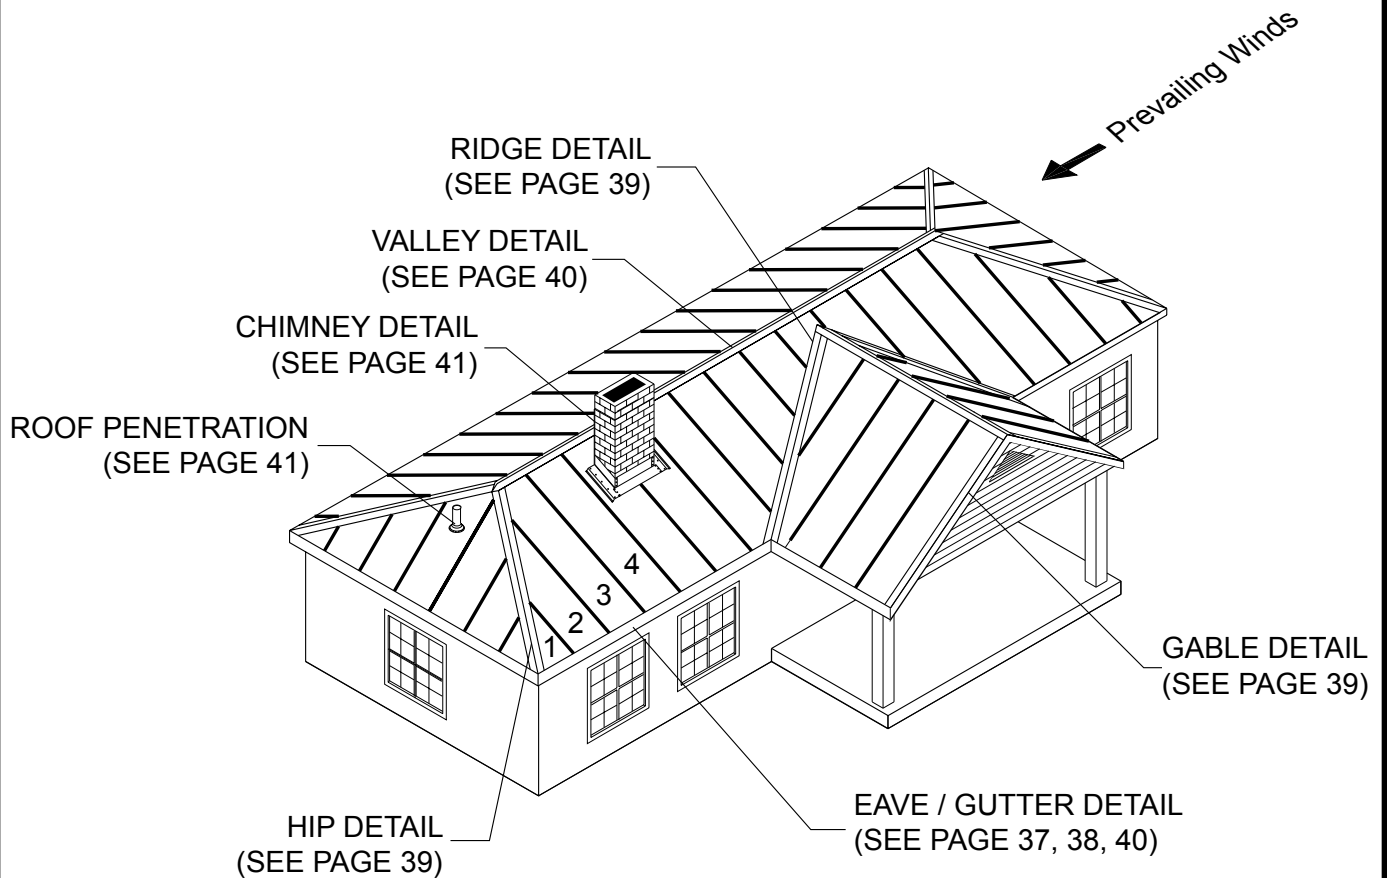 Prevailing Winds
RIDGE DETAIL
(SEE PAGE 39)
VALLEY DETAIL
(SEE PAGE 40)
CHIMNEY DETAIL
(SEE PAGE 41)
ROOF PENETRATION
(SEE PAGE 41)
4
3
2
1
GABLE DETAIL
(SEE PAGE 39)
EAVE / GUTTER DETAIL
(SEE PAGE 37, 38, 40)
HIP DETAIL
(SEE PAGE 39)